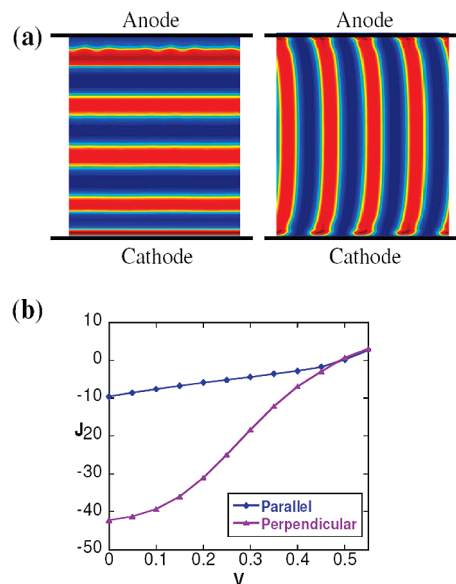 (a)
Anode
Anode
Cathode
Cathode
(b)
10
0
-10
-20
-30
-40
-50
J
Parallel
Perpendicular
0
0.1
0.2
0.3
0.4
0.5
V